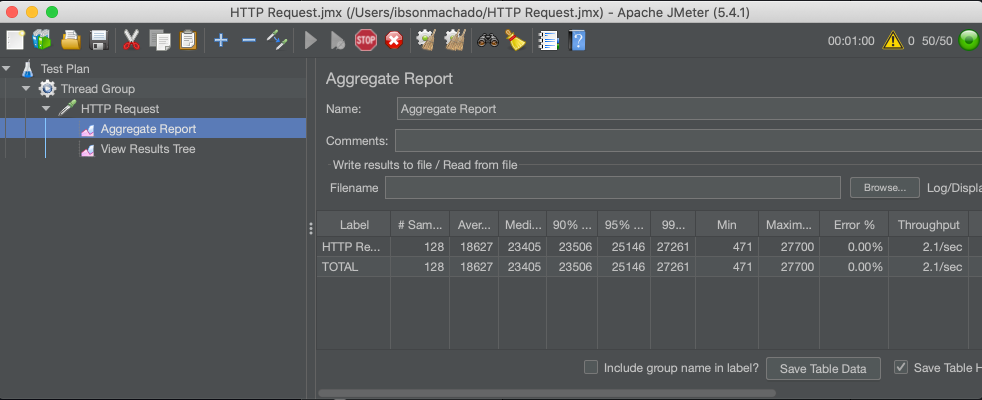 HTTP Request.jmx (/Users/ibsonmachado/HTTP Request.jmx) - Apache JMeter (5.4.1)
STOP 00:01:00 0 50/50
Test Plan
Thread Group
HTTP Request
Aggregate Report
View Results Tree
Aggregate Report
Name: Aggregate Report
Comments:
Write results to file / Read from file
Filename Browse... Log/Displa
Label # Sam... Aver... Medi... 90% ... 95% ... 99... Min Maxim... Error % Throughput
HTTP Re... 128 18627 23405 23506 25146 27261 471 27700 0.00% 2.1/sec
TOTAL 128 18627 23405 23506 25146 27261 471 27700 0.00% 2.1/sec
Include group name in label? Save Table Data Save Table H